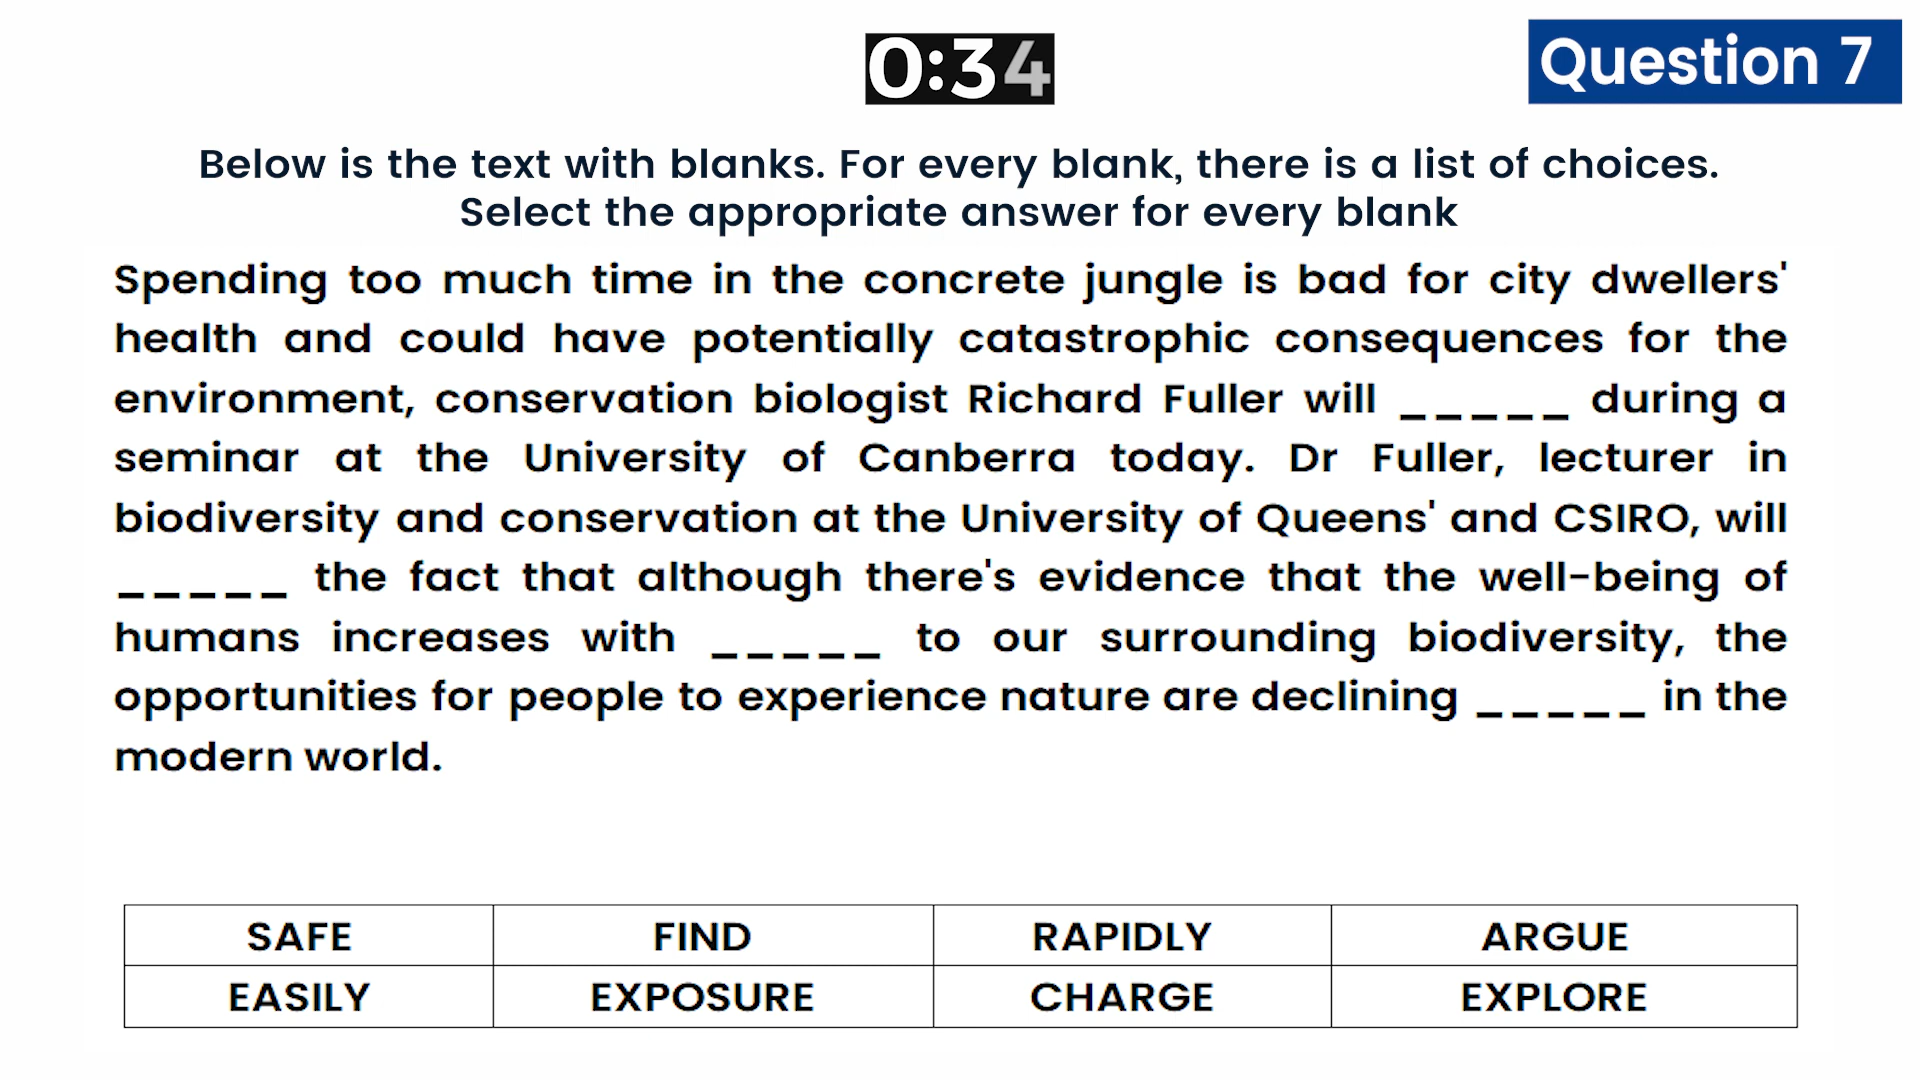 0:34
Question 7
Below is the text with blanks. For every blank, there is a list of choices.
Select the appropriate answer for every blank
Spending too much time in the concrete jungle is bad for city dwellers'
health and could have potentially catastrophic consequences for the
environment, conservation biologist Richard Fuller will _____ during a
seminar at the University of Canberra today. Dr Fuller, lecturer in
biodiversity and conservation at the University of Queens' and CSIRO, will
_____ the fact that although there's evidence that the well-being of
humans increases with _____ to our surrounding biodiversity, the
opportunities for people to experience nature are declining _____ in the
modern world.
SAFE FIND RAPIDLY ARGUE
EASILY EXPOSURE CHARGE EXPLORE